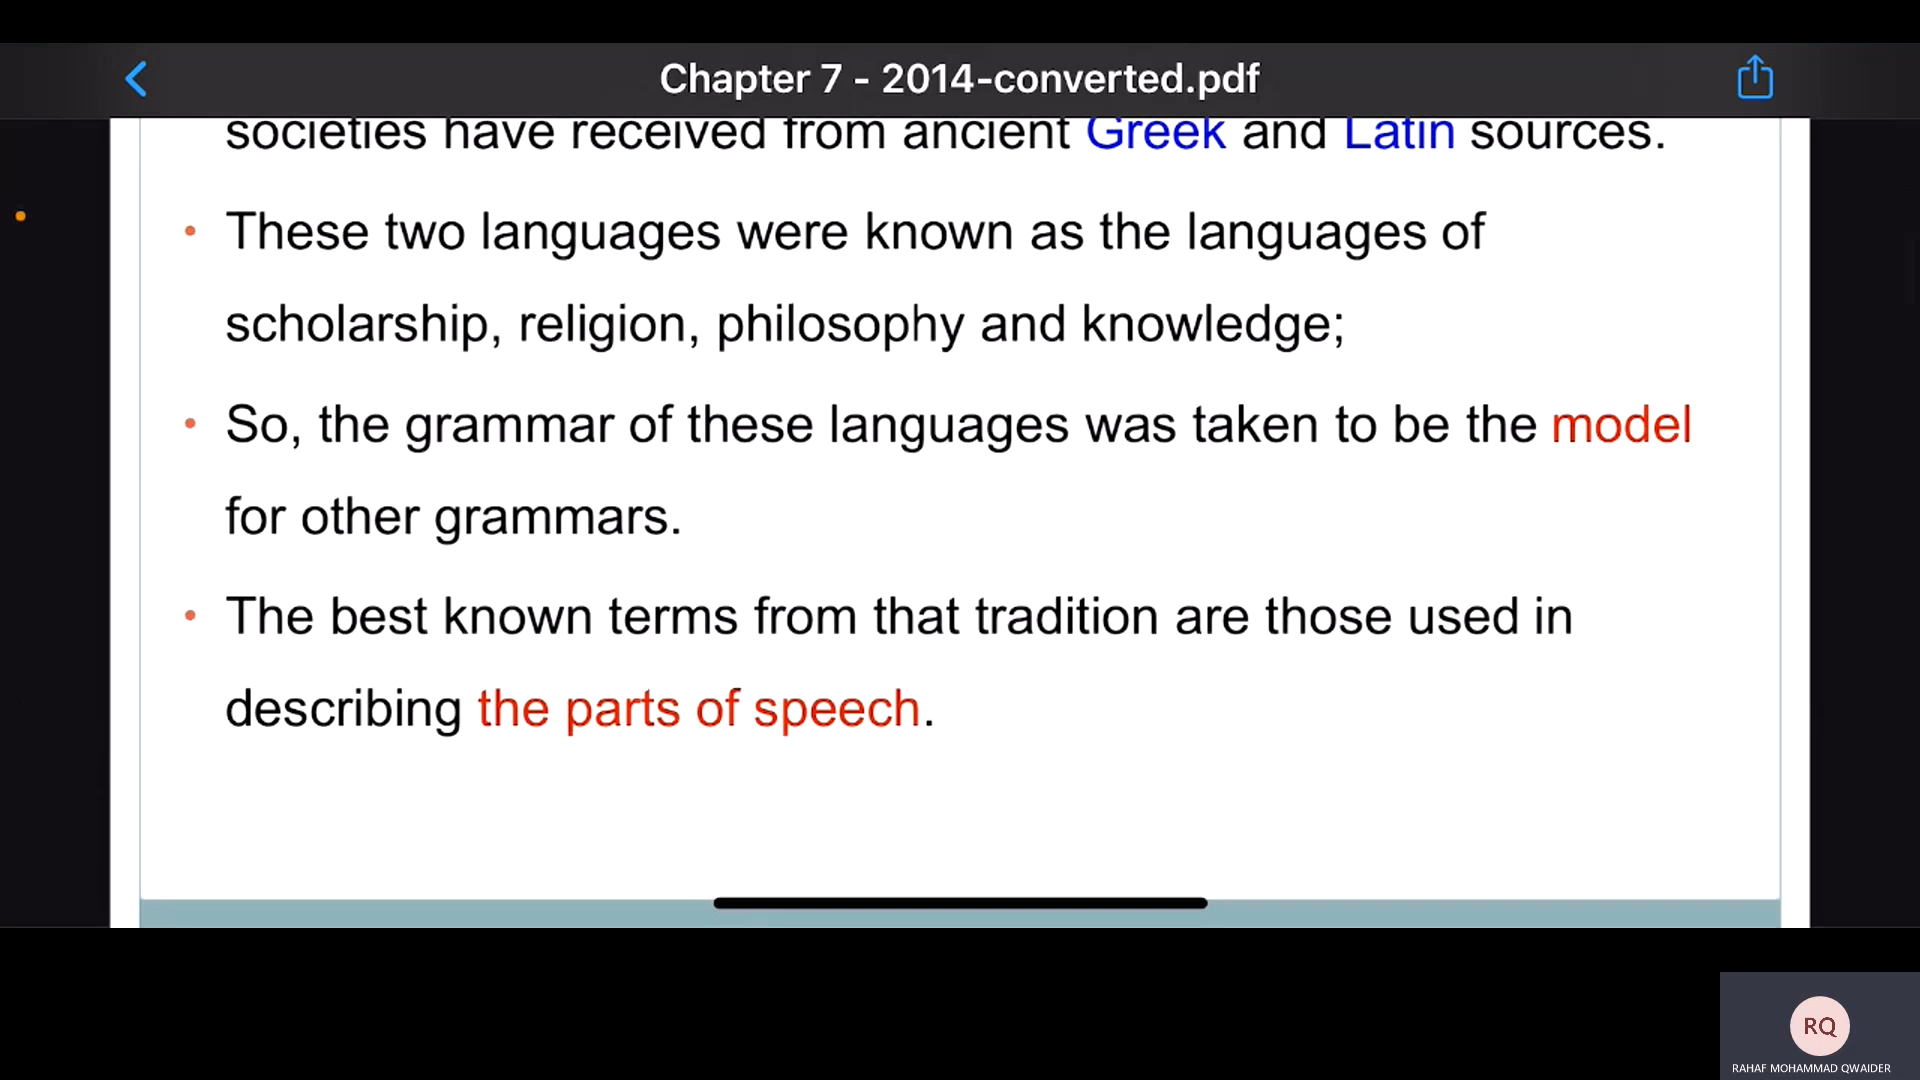 Chapter 7 - 2014-converted.pdf
societies have received from ancient Greek and Latin sources.
• These two languages were known as the languages of
scholarship, religion, philosophy and knowledge;
• So, the grammar of these languages was taken to be the model
for other grammars.
• The best known terms from that tradition are those used in
describing the parts of speech.
RQ
RAHAF MOHAMMAD QWAIDER